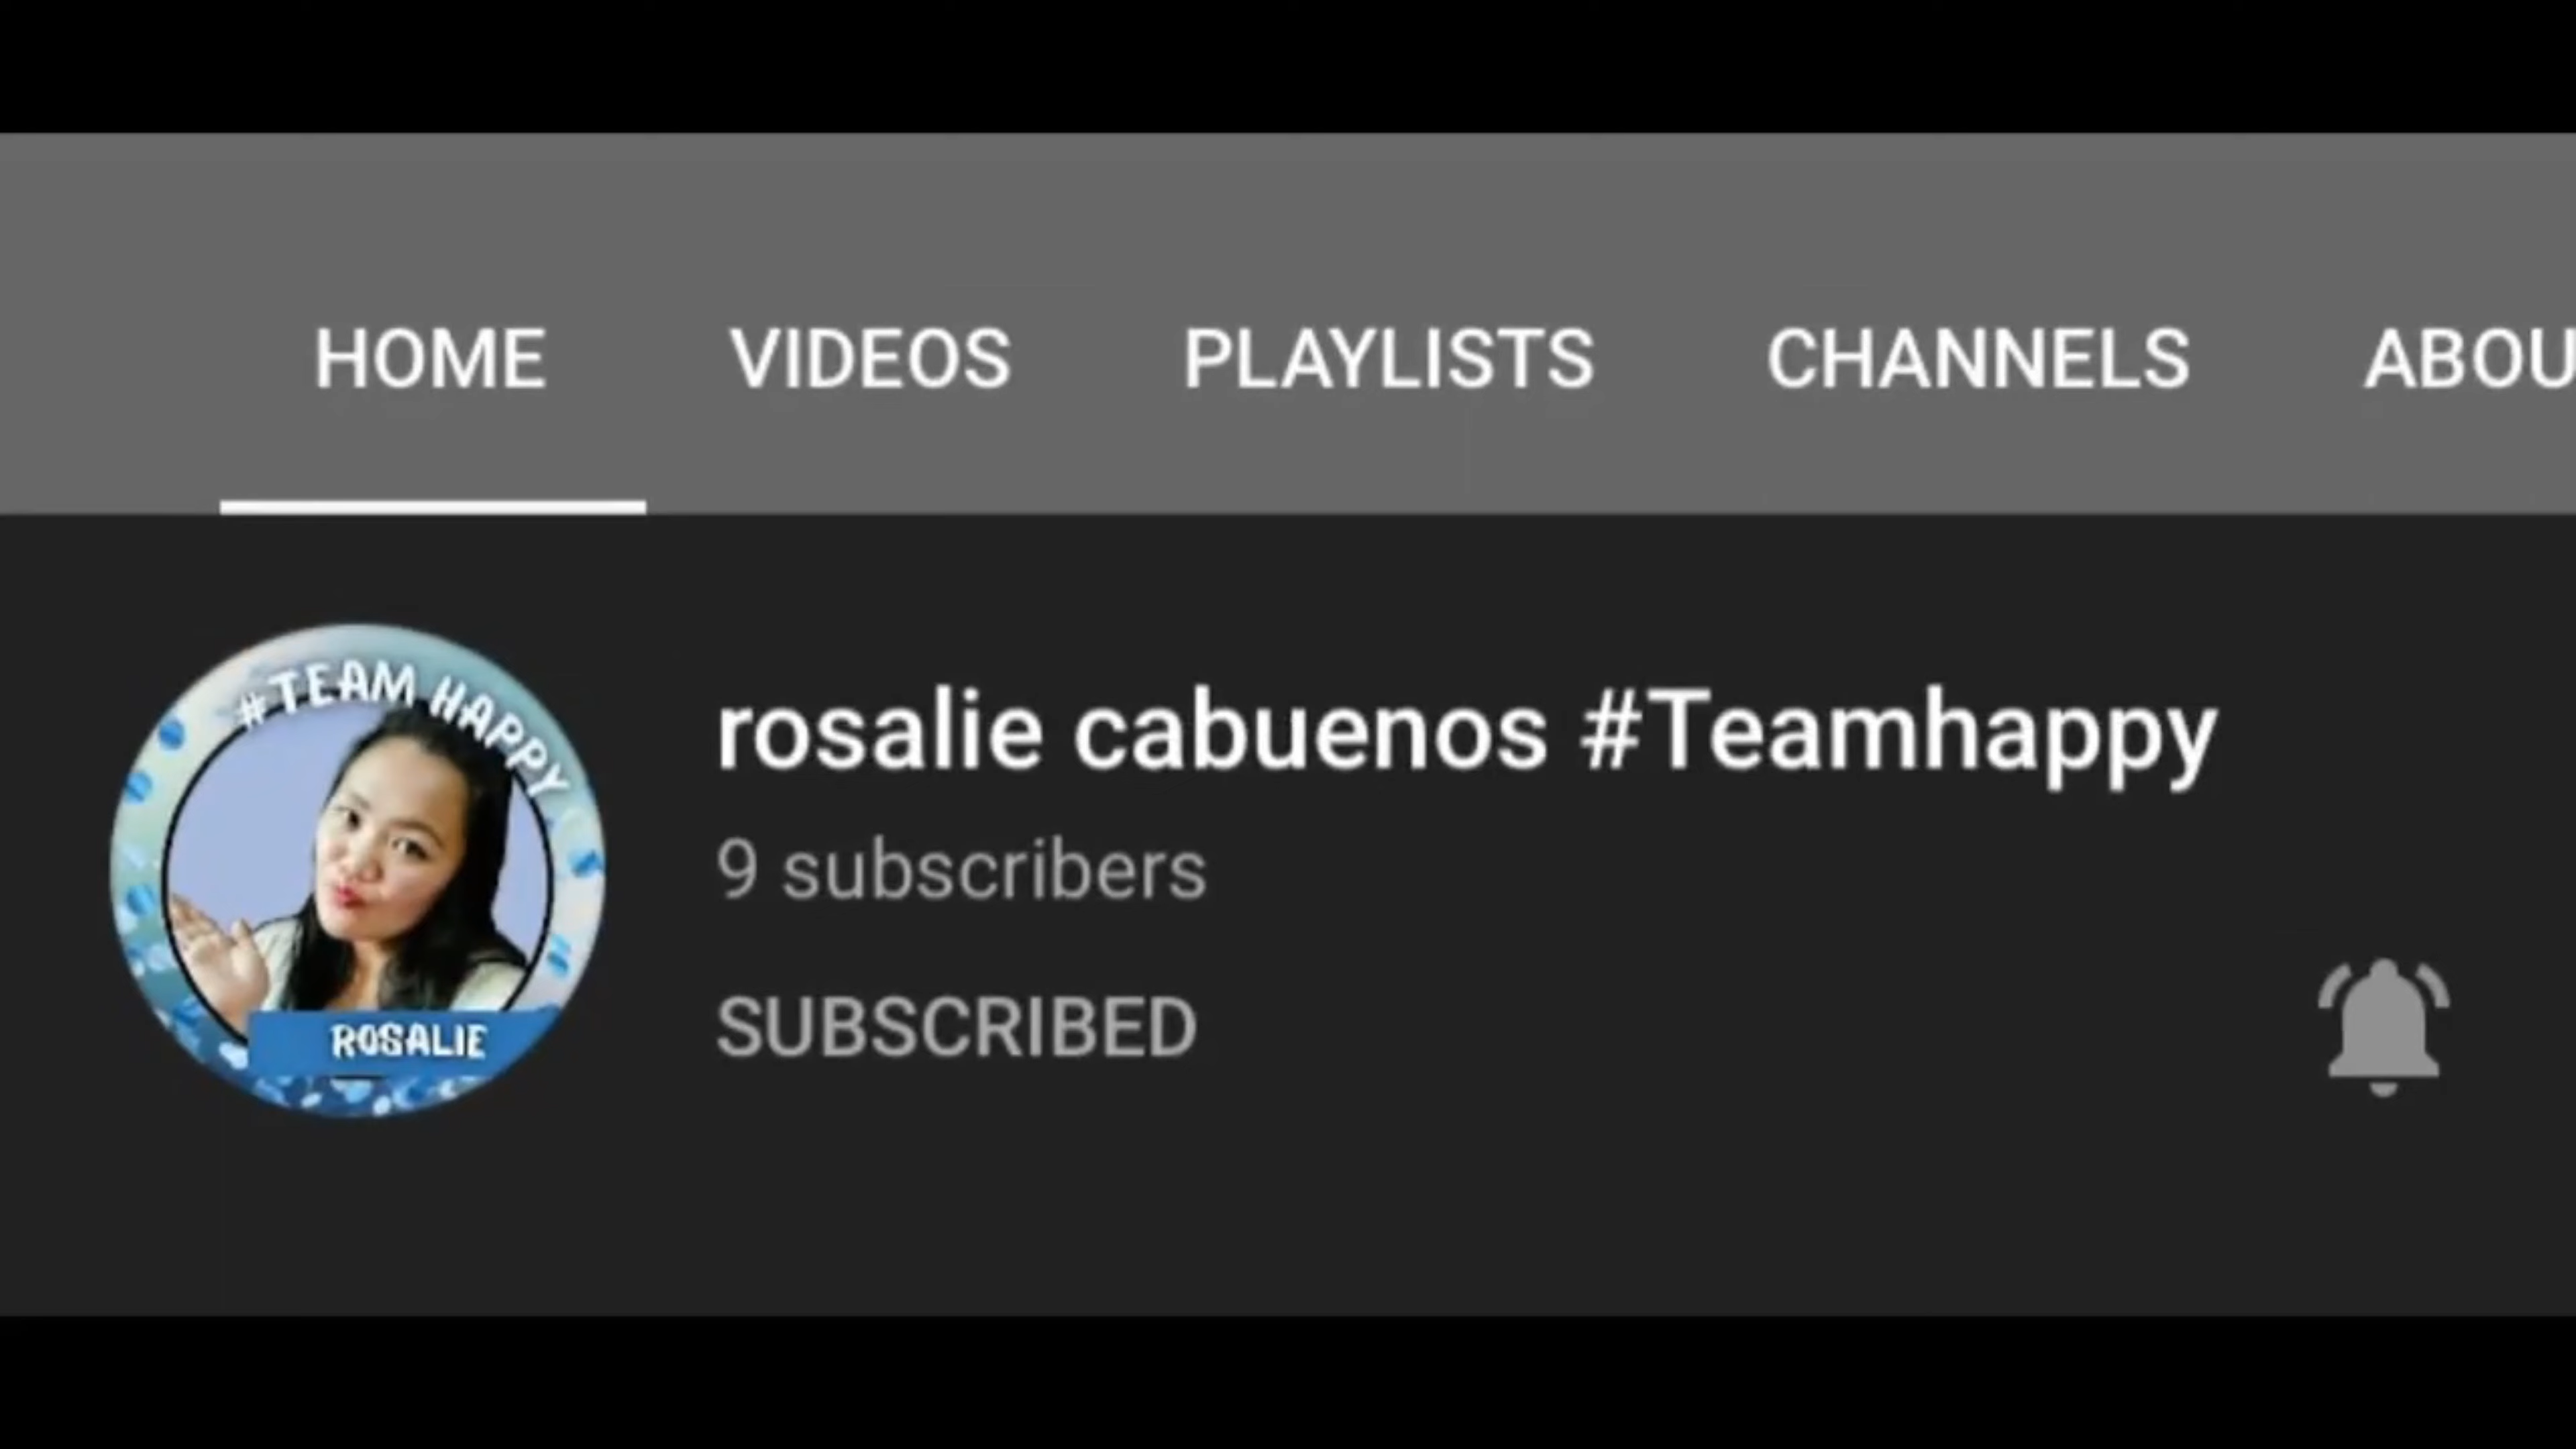 HOME VIDEOS PLAYLISTS CHANNELS ABOU
#TEAM HAPPY
rosalie cabuenos #Teamhappy
9 subscribers
SUBSCRIBED
ROSALIE